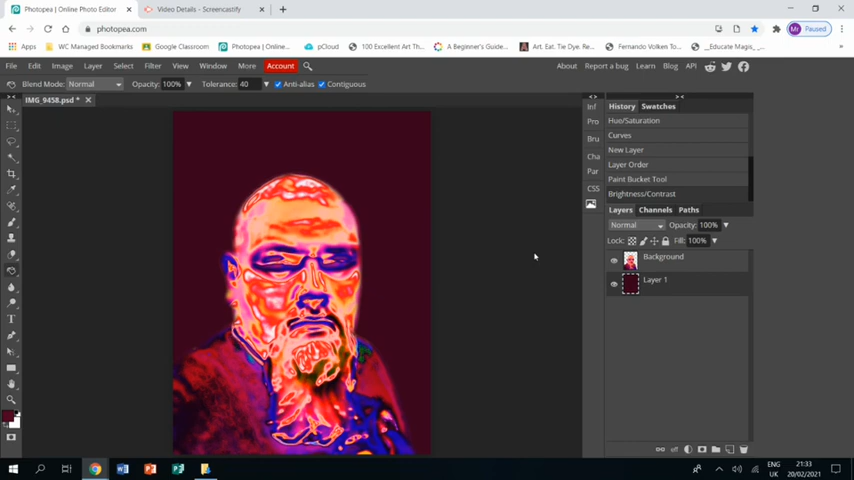 Photopea | Online Photo Editor
Video Details - Screencastify
photopea.com
Mr Paused
Apps WC Managed Bookmarks Google Classroom Photopea | Online... pCloud 100 Excellent Art Th... A Beginner's Guide... Art. Eat. Tie Dye. Re... Fernando Volken To... __Educate Magis_...
File Edit Image Layer Select Filter View Window More Account About Report a bug Learn Blog API
Blend Mode: Normal Opacity: 100% Tolerance: 40 Anti-alias Contiguous
IMG_9458.psd *
Inf
Pro
Bru
Cha
Par
CSS
History Swatches
Hue/Saturation
Curves
New Layer
Layer Order
Paint Bucket Tool
Brightness/Contrast
Layers Channels Paths
Normal Opacity: 100%
Lock: Fill: 100%
Background
Layer 1
ENG
UK
21:33
20/02/2021